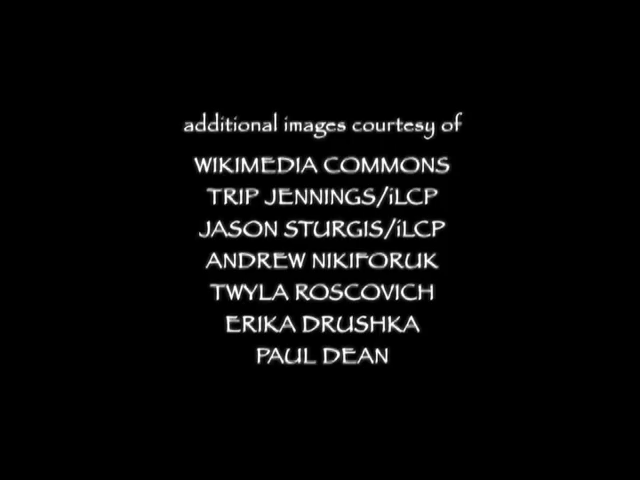 additional images courtesy of
WIKIMEDIA COMMONS
TRIP JENNINGS/iLCP
JASON STURGIS/iLCP
ANDREW NIKIFORUK
TWYLA ROSCOVICH
ERIKA DRUSHKA
PAUL DEAN